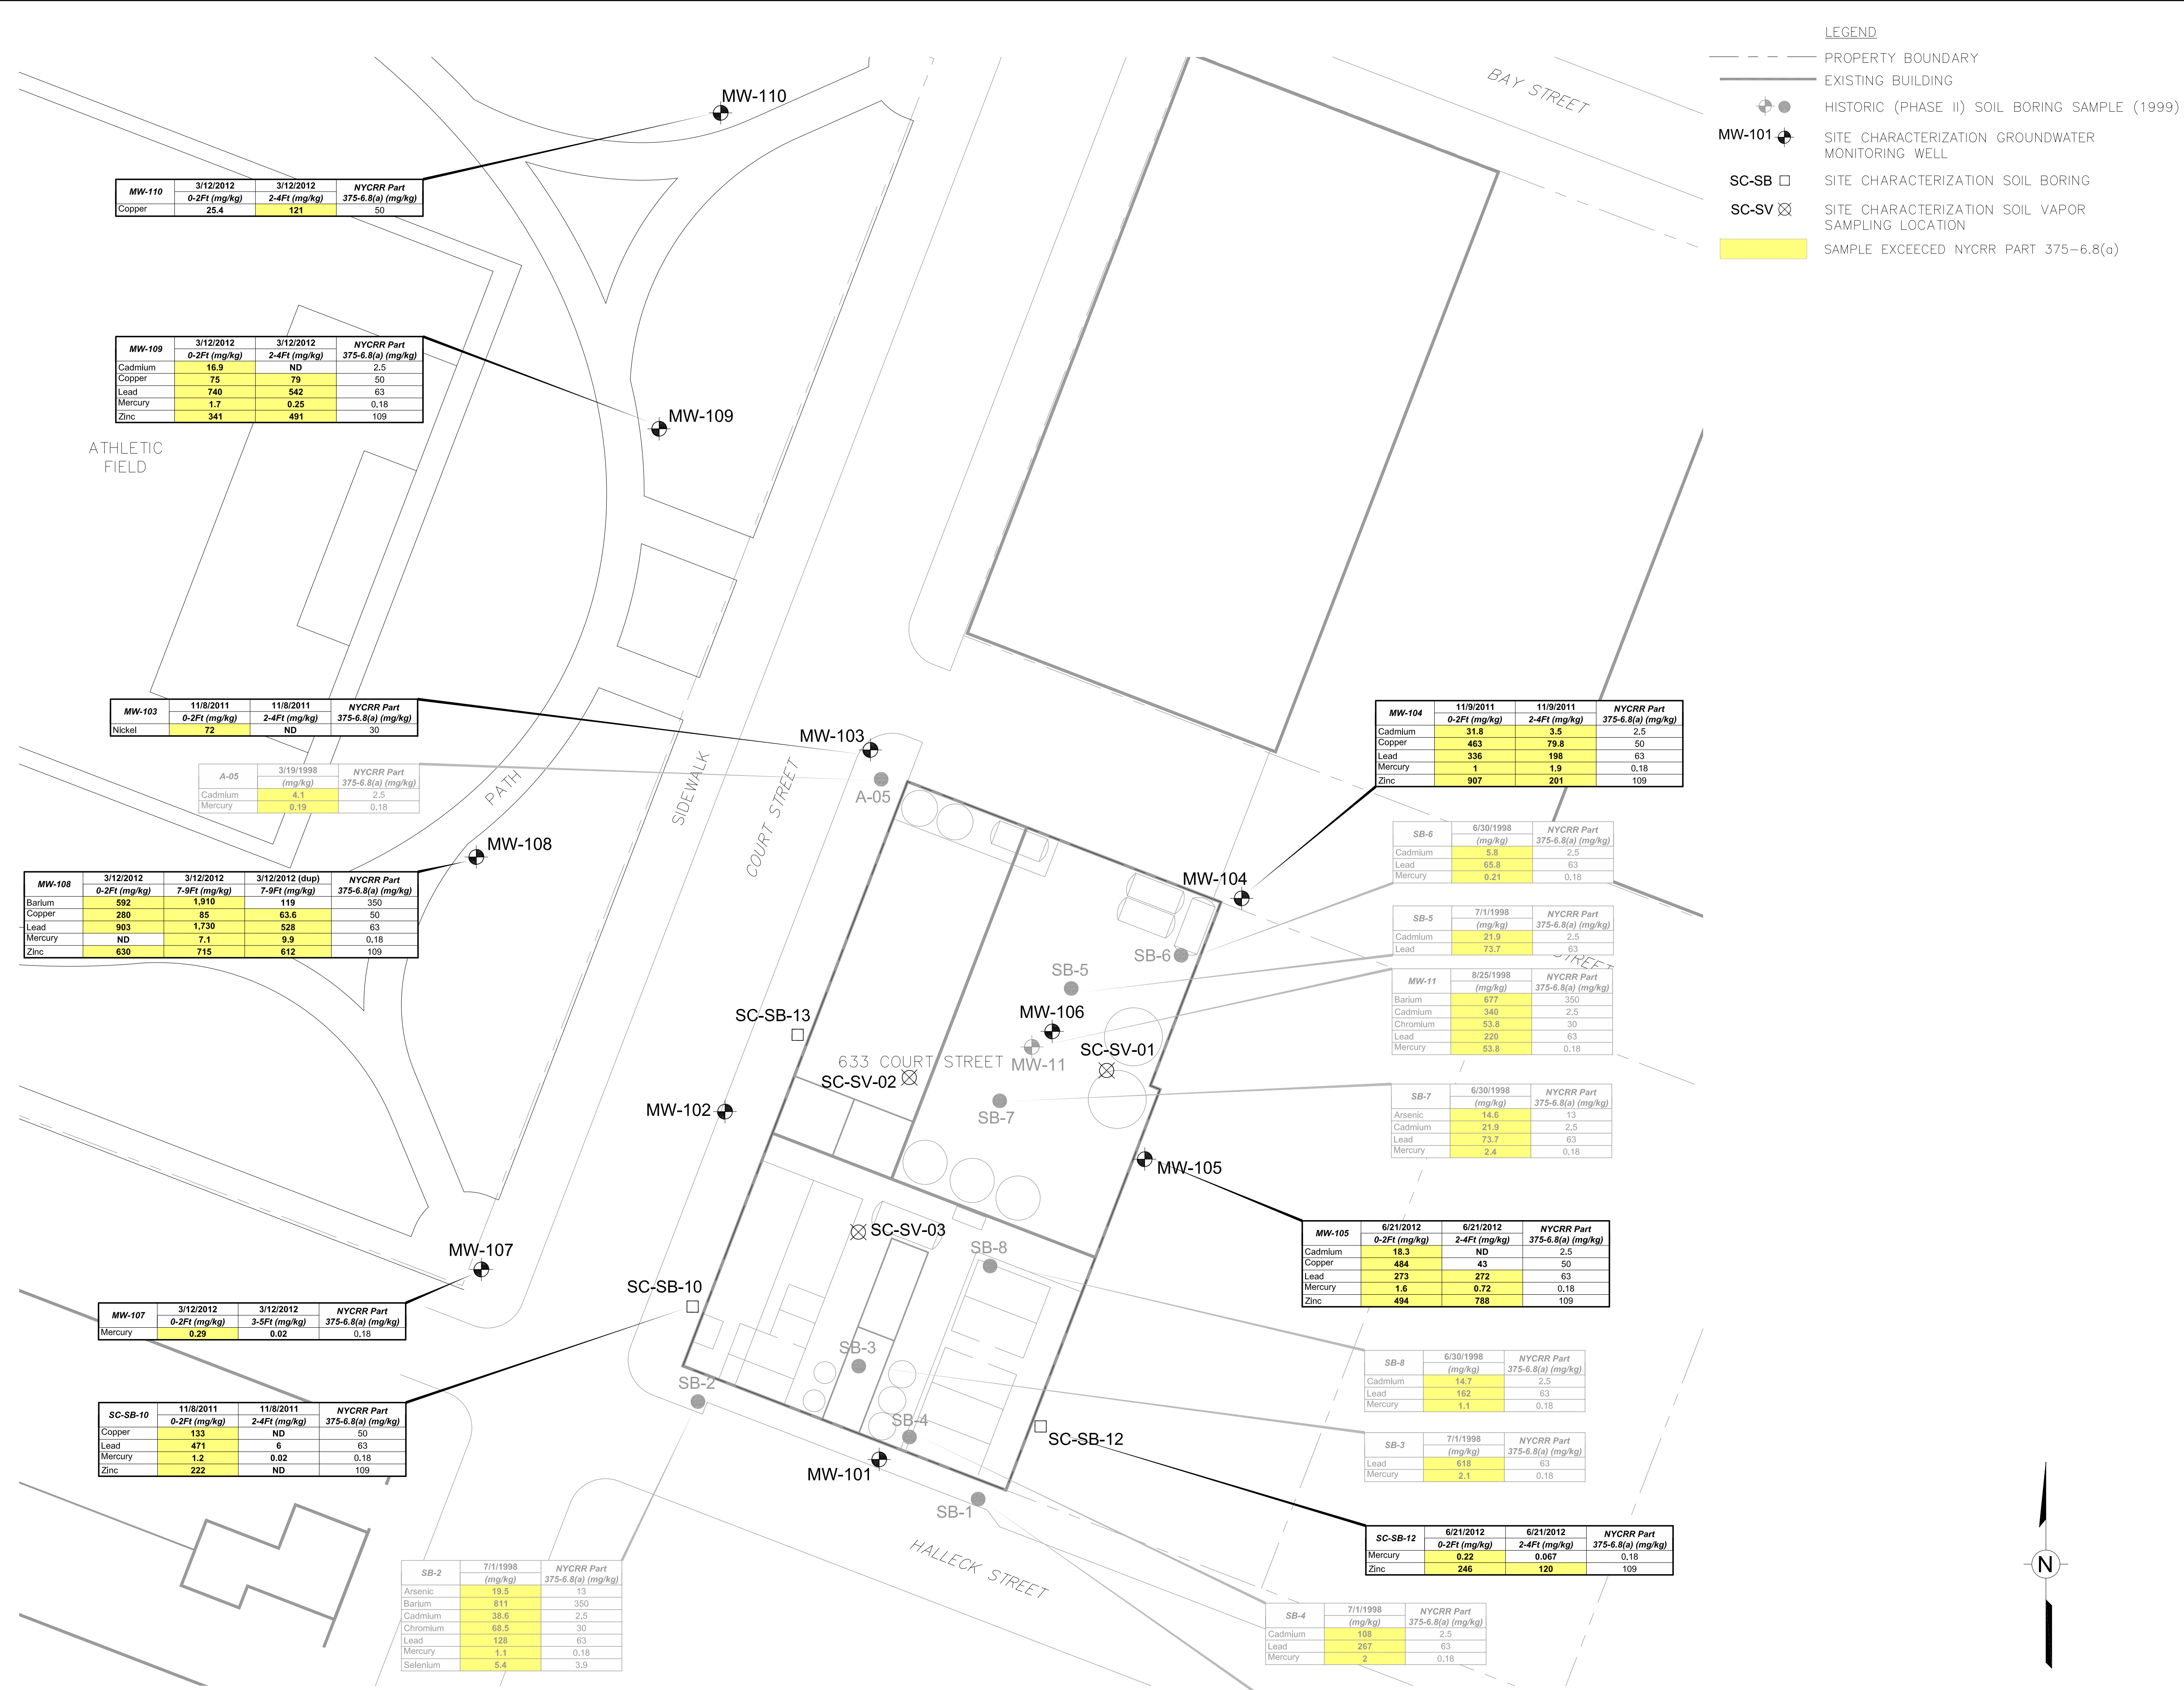 LEGEND
PROPERTY BOUNDARY
EXISTING BUILDING
HISTORIC (PHASE II) SOIL BORING SAMPLE (1999)
MW-101 SITE CHARACTERIZATION GROUNDWATER
MONITORING WELL
SC-SB SITE CHARACTERIZATION SOIL BORING
SC-SV SITE CHARACTERIZATION SOIL VAPOR
SAMPLING LOCATION
SAMPLE EXCEECED NYCRR PART 375-6.8(a)
BAY STREET
MW-110
MW-110 3/12/2012 3/12/2012 NYCRR Part
0-2Ft (mg/kg) 2-4Ft (mg/kg) 375-6.8(a) (mg/kg)
Copper 25.4 121 50
MW-109 3/12/2012 3/12/2012 NYCRR Part
0-2Ft (mg/kg) 2-4Ft (mg/kg) 375-6.8(a) (mg/kg)
Cadmium 16.9 ND 2.5
Copper 75 79 50
Lead 740 542 63
Mercury 1.7 0.25 0.18
Zinc 341 491 109
MW-109
ATHLETIC
FIELD
MW-103 11/8/2011 11/8/2011 NYCRR Part
0-2Ft (mg/kg) 2-4Ft (mg/kg) 375-6.8(a) (mg/kg)
Nickel 72 ND 30
MW-103
A-05 3/19/1998 NYCRR Part
(mg/kg) 375-6.8(a) (mg/kg)
Cadmium 4.1 2.5
Mercury 0.19 0.18
PATH
SIDEWALK
COURT STREET
A-05
MW-104 11/9/2011 11/9/2011 NYCRR Part
0-2Ft (mg/kg) 2-4Ft (mg/kg) 375-6.8(a) (mg/kg)
Cadmium 31.8 3.5 2.5
Copper 463 79.8 50
Lead 336 198 63
Mercury 1 1.9 0.18
Zinc 907 201 109
MW-108
MW-108 3/12/2012 3/12/2012 3/12/2012 (dup) NYCRR Part
0-2Ft (mg/kg) 7-9Ft (mg/kg) 7-9Ft (mg/kg) 375-6.8(a) (mg/kg)
Barium 592 1,910 119 350
Copper 280 85 63.6 50
Lead 903 1,730 528 63
Mercury ND 7.1 9.9 0.18
Zinc 630 715 612 109
MW-104
SB-6 6/30/1998 NYCRR Part
(mg/kg) 375-6.8(a) (mg/kg)
Cadmium 5.8 2.5
Lead 65.8 63
Mercury 0.21 0.18
SB-6
SB-5
SB-5 7/1/1998 NYCRR Part
(mg/kg) 375-6.8(a) (mg/kg)
Cadmium 21.9 2.5
Lead 73.7 63
STREET
MW-11 8/25/1998 NYCRR Part
(mg/kg) 375-6.8(a) (mg/kg)
Barium 677 350
Cadmium 340 2.5
Chromium 53.8 30
Lead 220 63
Mercury 53.8 0.18
SC-SB-13
MW-106
SC-SV-01
633 COURT STREET
MW-11
SC-SV-02
MW-102
SB-7
SB-7 6/30/1998 NYCRR Part
(mg/kg) 375-6.8(a) (mg/kg)
Arsenic 14.6 13
Cadmium 21.9 2.5
Lead 73.7 63
Mercury 2.4 0.18
MW-105
MW-105 6/21/2012 6/21/2012 NYCRR Part
0-2Ft (mg/kg) 2-4Ft (mg/kg) 375-6.8(a) (mg/kg)
Cadmium 18.3 ND 2.5
Copper 484 43 50
Lead 273 272 63
Mercury 1.6 0.72 0.18
Zinc 494 788 109
SC-SV-03
SB-8
MW-107
SC-SB-10
MW-107 3/12/2012 3/12/2012 NYCRR Part
0-2Ft (mg/kg) 3-5Ft (mg/kg) 375-6.8(a) (mg/kg)
Mercury 0.29 0.02 0.18
SB-3
SB-2
SB-8 6/30/1998 NYCRR Part
(mg/kg) 375-6.8(a) (mg/kg)
Cadmium 14.7 2.5
Lead 162 63
Mercury 1.1 0.18
SC-SB-10 11/8/2011 11/8/2011 NYCRR Part
0-2Ft (mg/kg) 2-4Ft (mg/kg) 375-6.8(a) (mg/kg)
Copper 133 ND 50
Lead 471 6 63
Mercury 1.2 0.02 0.18
Zinc 222 ND 109
SB-4
SC-SB-12
MW-101
SB-1
SB-3 7/1/1998 NYCRR Part
(mg/kg) 375-6.8(a) (mg/kg)
Lead 618 63
Mercury 2.1 0.18
SC-SB-12 6/21/2012 6/21/2012 NYCRR Part
0-2Ft (mg/kg) 2-4Ft (mg/kg) 375-6.8(a) (mg/kg)
Mercury 0.22 0.067 0.18
Zinc 246 120 109
HALLECK STREET
SB-2 7/1/1998 NYCRR Part
(mg/kg) 375-6.8(a) (mg/kg)
Arsenic 19.5 13
Barium 811 350
Cadmium 38.6 2.5
Chromium 68.5 30
Lead 128 63
Mercury 1.1 0.18
Selenium 5.4 3.9
SB-4 7/1/1998 NYCRR Part
(mg/kg) 375-6.8(a) (mg/kg)
Cadmium 108 2.5
Lead 267 63
Mercury 2 0.18
N